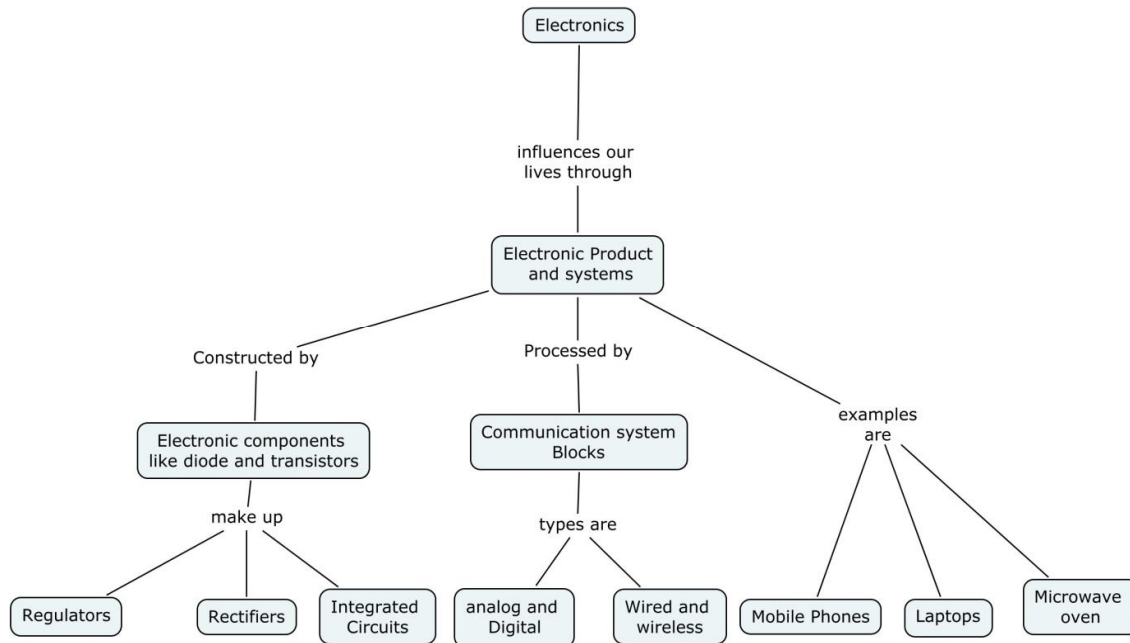 Electronics
influences our
lives through
Electronic Product
and systems
Constructed by
Processed by
examples
are
Electronic components
like diode and transistors
Communication system
Blocks
make up
types are
Regulators
Rectifiers
Integrated
Circuits
analog and
Digital
Wired and
wireless
Mobile Phones
Laptops
Microwave
oven